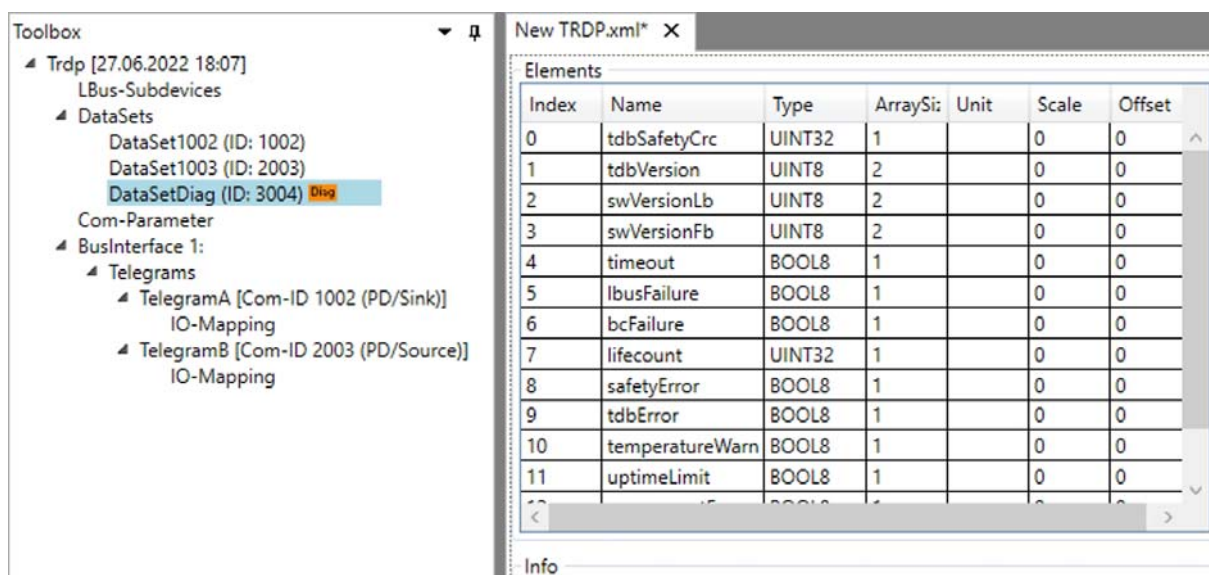 Toolbox
Trdp [27.06.2022 18:07]
LBus-Subdevices
DataSets
DataSet1002 (ID: 1002)
DataSet1003 (ID: 2003)
DataSetDiag (ID: 3004) Diag
Com-Parameter
BusInterface 1:
Telegrams
TelegramA [Com-ID 1002 (PD/Sink)]
IO-Mapping
TelegramB [Com-ID 2003 (PD/Source)]
IO-Mapping
New TRDP.xml*
Elements
Index Name Type ArraySiz Unit Scale Offset
0 tdbSafetyCrc UINT32 1 0 0
1 tdbVersion UINT8 2 0 0
2 swVersionLb UINT8 2 0 0
3 swVersionFb UINT8 2 0 0
4 timeout BOOL8 1 0 0
5 lbusFailure BOOL8 1 0 0
6 bcFailure BOOL8 1 0 0
7 lifecount UINT32 1 0 0
8 safetyError BOOL8 1 0 0
9 tdbError BOOL8 1 0 0
10 temperatureWarn BOOL8 1 0 0
11 uptimeLimit BOOL8 1 0 0
Info